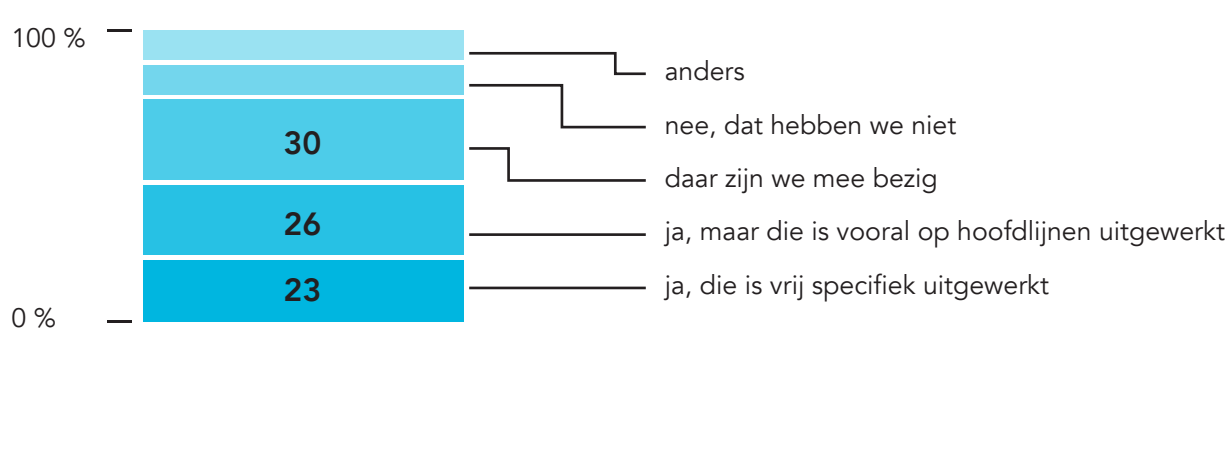 100 %
anders
nee, dat hebben we niet
30
daar zijn we mee bezig
26
ja, maar die is vooral op hoofdlijnen uitgewerkt
23
ja, die is vrij specifiek uitgewerkt
0 %